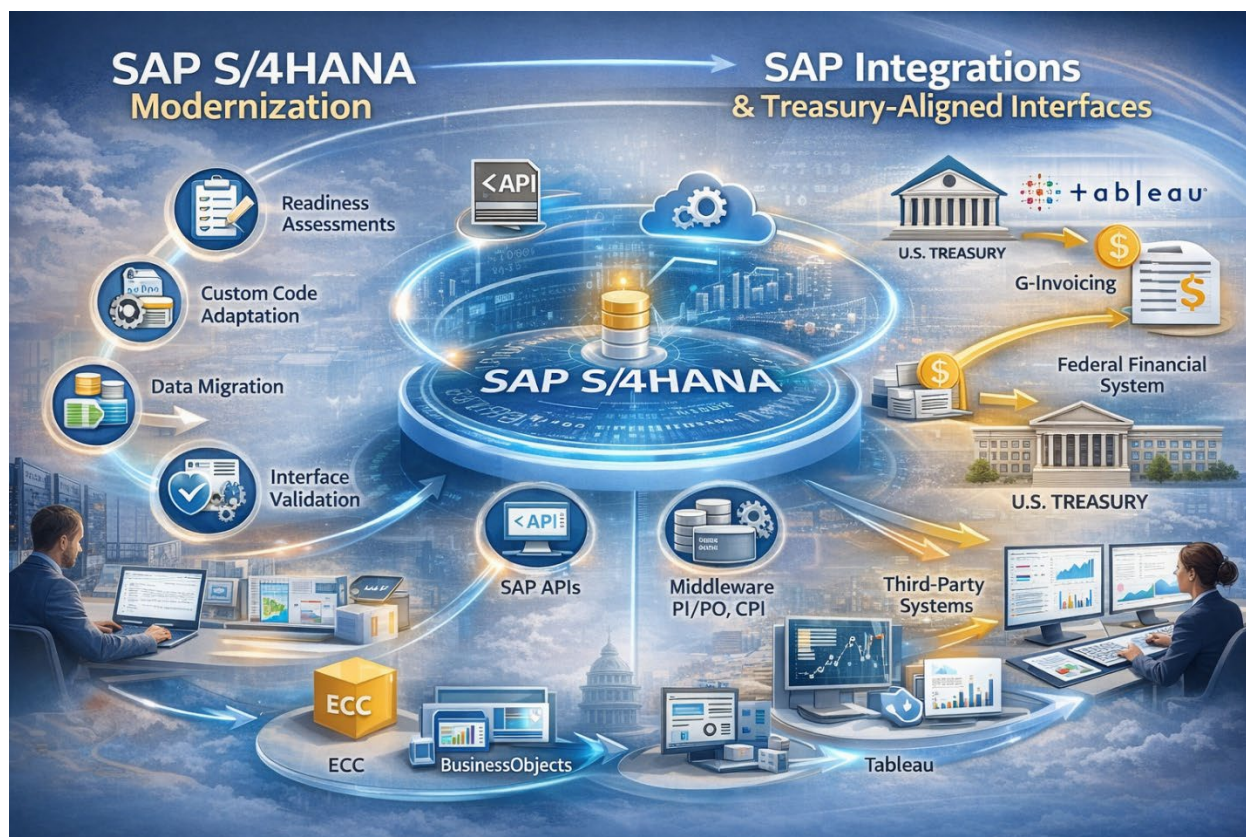 SAP S/4HANA
Modernization
SAP Integrations
& Treasury-Aligned Interfaces
Readiness
Assessments
Custom Code
Adaptation
Data Migration
Interface
Validation
<API
SAP S/4HANA
<API
SAP APIs
Middleware
PI/PO, CPI
U.S. TREASURY
+ableau
$
G-Invoicing
$
$
Federal Financial
System
U.S. TREASURY
Third-Party
Systems
ECC
ECC
BusinessObjects
Tableau